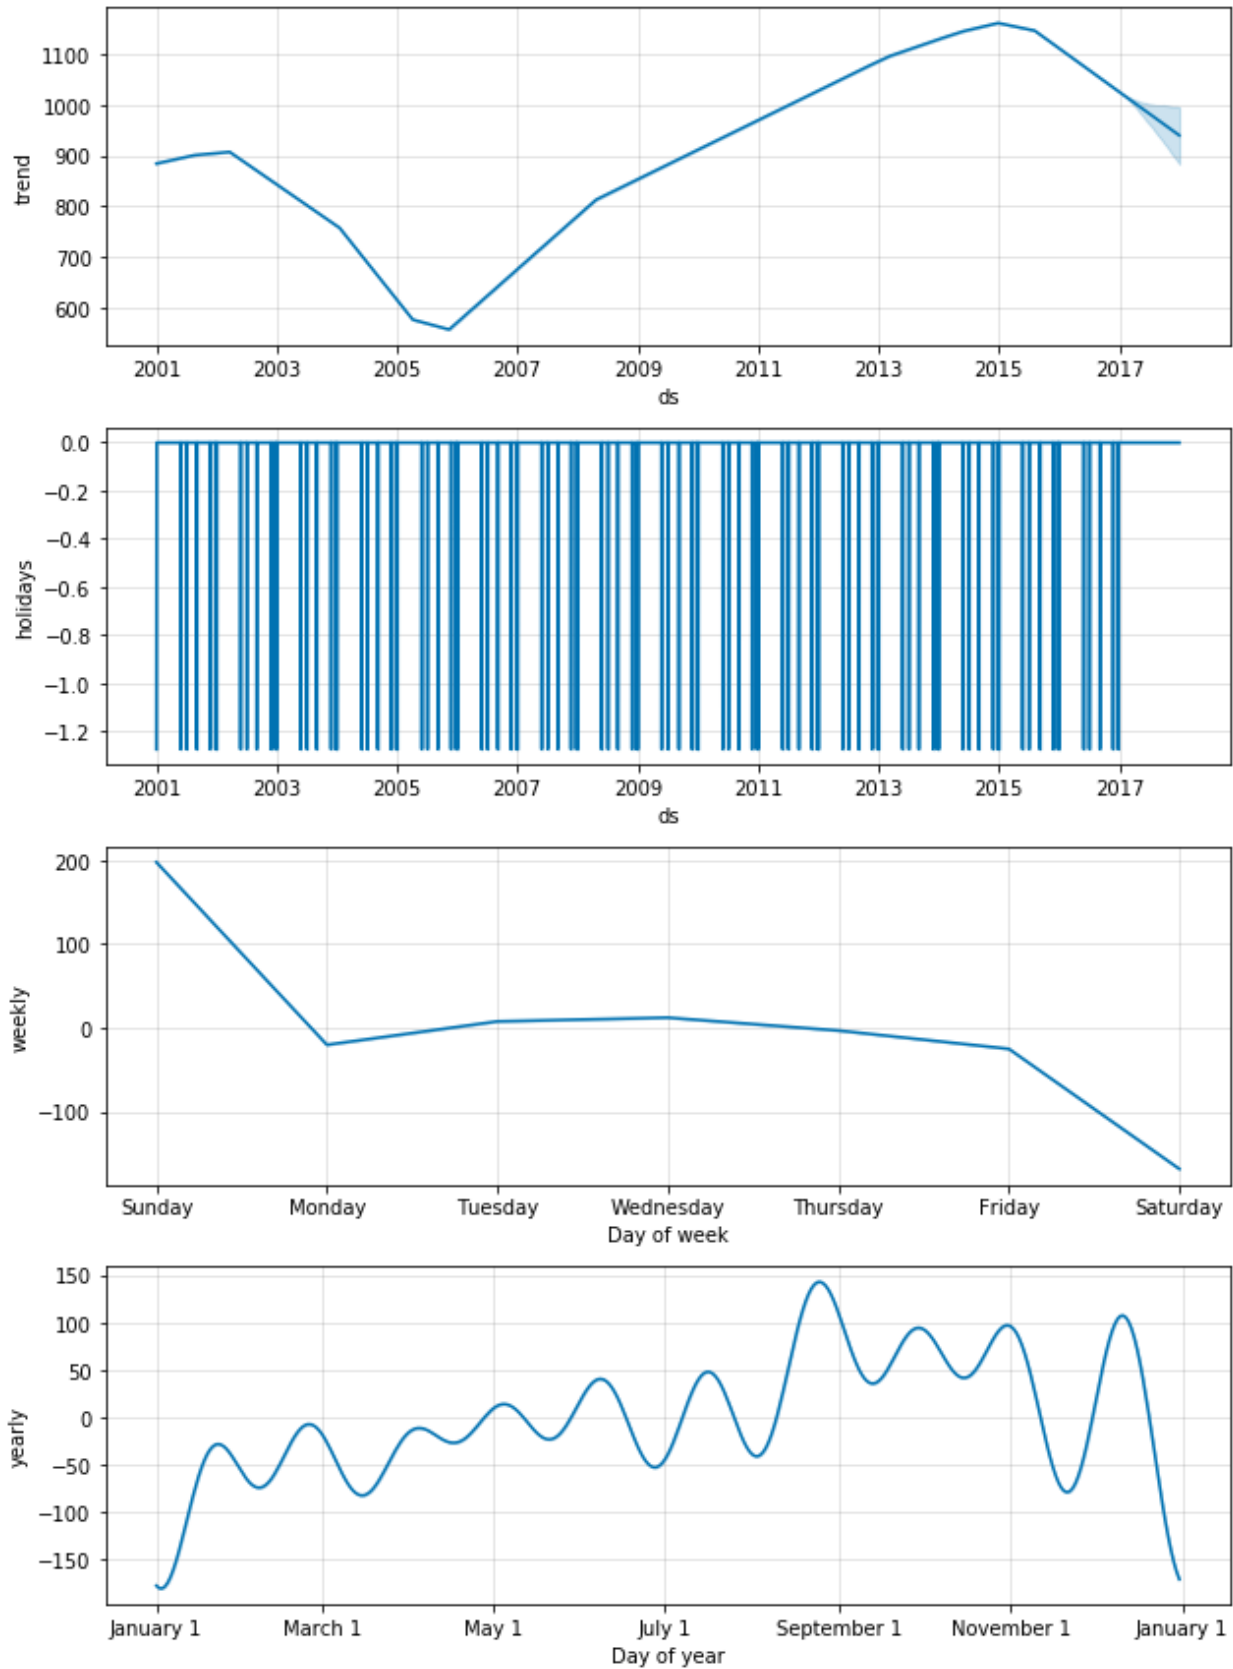 1100
1000
900
800
700
600
trend
2001 2003 2005 2007 2009 2011 2013 2015 2017
ds
0.0
−0.2
−0.4
−0.6
−0.8
−1.0
−1.2
holidays
2001 2003 2005 2007 2009 2011 2013 2015 2017
ds
200
100
0
−100
weekly
Sunday Monday Tuesday Wednesday Thursday Friday Saturday
Day of week
150
100
50
0
−50
−100
−150
yearly
January 1 March 1 May 1 July 1 September 1 November 1 January 1
Day of year